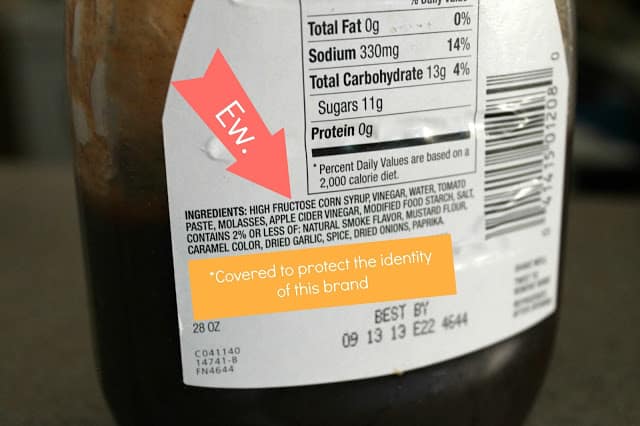 % Daily Value*
Total Fat 0g 0%
Sodium 330mg 14%
Total Carbohydrate 13g 4%
Sugars 11g
Protein 0g
* Percent Daily Values are based on a
2,000 calorie diet.
Ew.
INGREDIENTS: HIGH FRUCTOSE CORN SYRUP, VINEGAR, WATER, TOMATO
PASTE, MOLASSES, APPLE CIDER VINEGAR, MODIFIED FOOD STARCH, SALT,
CONTAINS 2% OR LESS OF: NATURAL SMOKE FLAVOR, MUSTARD FLOUR,
CARAMEL COLOR, DRIED GARLIC, SPICE, DRIED ONIONS, PAPRIKA.
*Covered to protect the identity
of this brand
28 OZ
BEST BY
09 13 13 E22 4644
C041140
14741-B
FN4644
0 41415 01208 0